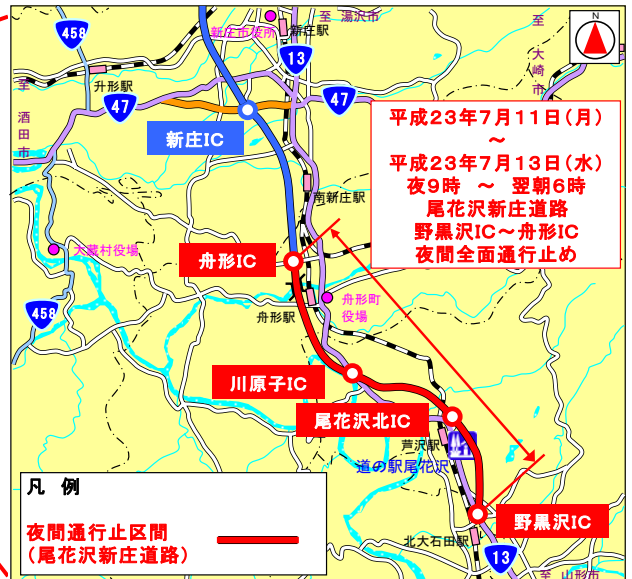 至 湯沢市
458
新庄市役所
新庄駅
13
N
至 大崎市
升形駅
47
47
至 酒田市
新庄IC
平成23年7月11日(月)
~
平成23年7月13日(水)
夜9時 ~ 翌朝6時
尾花沢新庄道路
野黒沢IC~舟形IC
夜間全面通行止め
南新庄駅
大蔵村役場
舟形IC
458
舟形駅
舟形町
役場
川原子IC
尾花沢北IC
芦沢駅
道の駅尾花沢
凡 例
夜間通行止区間
(尾花沢新庄道路)
野黒沢IC
北大石田駅
13
至 山形市